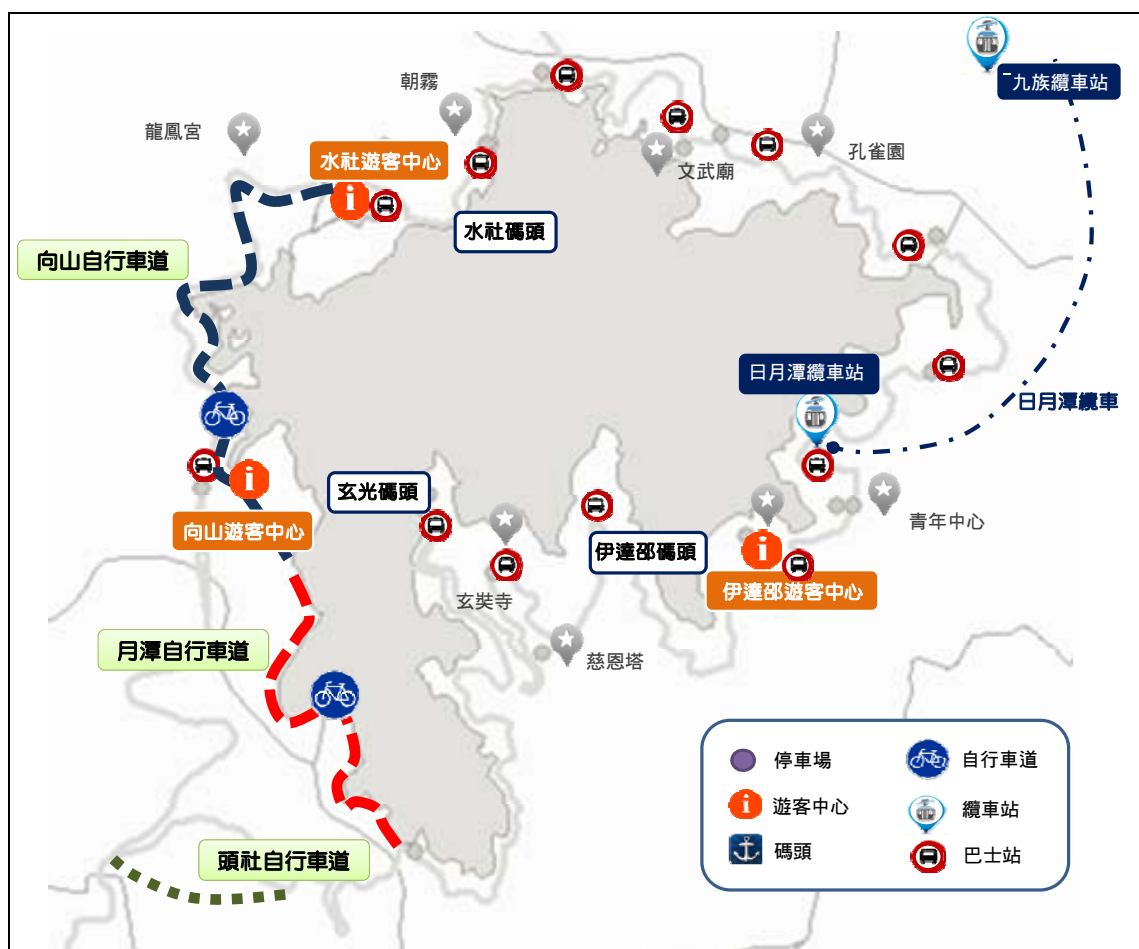 九族纜車站
朝霧
龍鳳宮
水社遊客中心
文武廟
孔雀園
水社碼頭
向山自行車道
日月潭纜車站
日月潭纜車
玄光碼頭
向山遊客中心
青年中心
伊達邵碼頭
伊達邵遊客中心
玄奘寺
月潭自行車道
慈恩塔
頭社自行車道
停車場
自行車道
遊客中心
纜車站
碼頭
巴士站